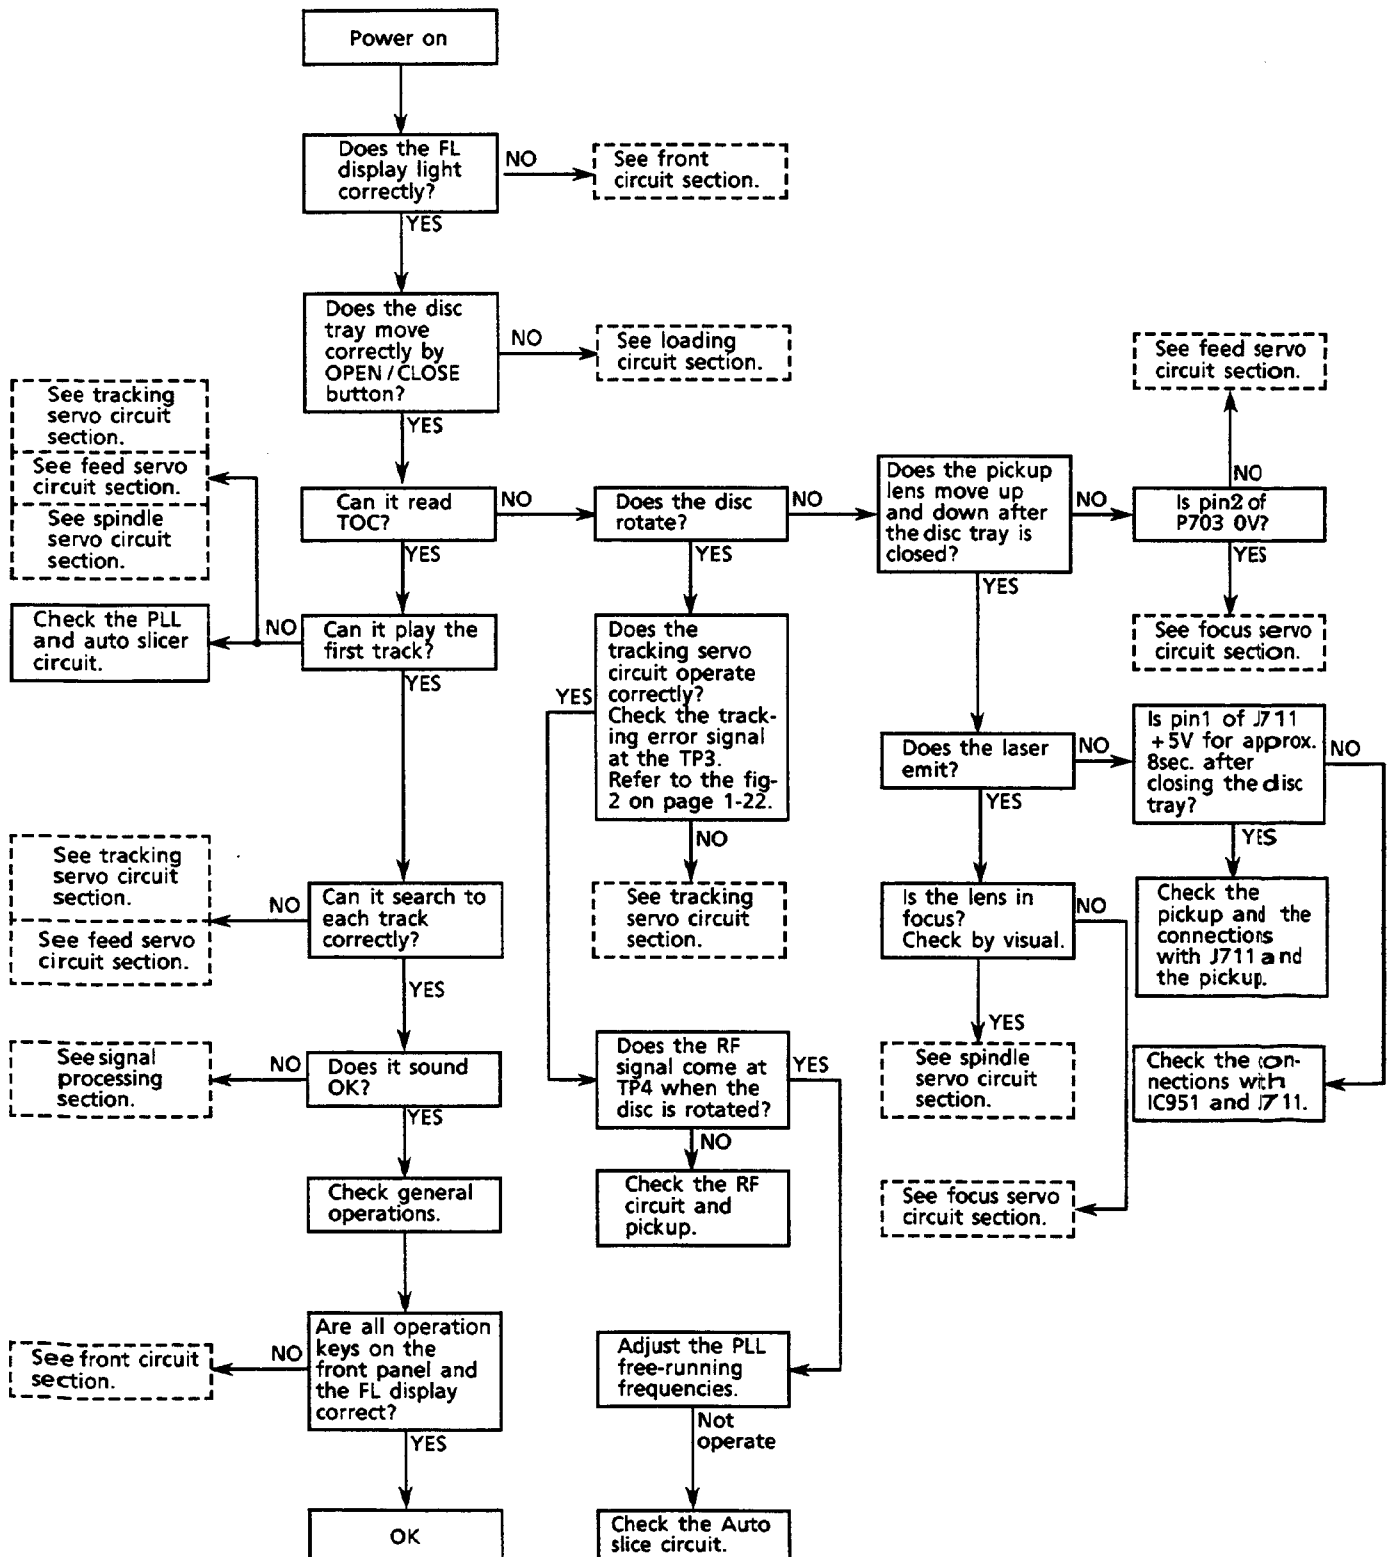 Power on
Does the FL
display light
correctly?
NO
See front
circuit section.
YES
Does the disc
tray move
correctly by
OPEN/CLOSE
button?
NO
See loading
circuit section.
YES
See tracking
servo circuit
section.
See feed servo
circuit section.
See spindle
servo circuit
section.
Can it read
TOC?
NO
Does the disc
rotate?
NO
Does the pickup
lens move up
and down after
the disc tray is
closed?
NO
Is pin2 of
P703 0V?
NO
See feed servo
circuit section.
YES
See focus servo
circuit section.
YES
YES
YES
Check the PLL
and auto slicer
circuit.
NO
Can it play the
first track?
YES
Does the
tracking servo
circuit operate
correctly?
Check the track-
ing error signal
at the TP3.
Refer to the fig-
2 on page 1-22.
YES
NO
See tracking
servo circuit
section.
Does the laser
emit?
NO
Is pin1 of J711
+5V for approx.
8sec. after
closing the disc
tray?
NO
YES
YES
Check the
pickup and the
connections
with J711 and
the pickup.
Is the lens in
focus?
Check by visual.
NO
YES
See spindle
servo circuit
section.
Check the con-
nections with
IC951 and J711.
See focus servo
circuit section.
See tracking
servo circuit
section.
See feed servo
circuit section.
NO
Can it search to
each track
correctly?
YES
See signal
processing
section.
NO
Does it sound
OK?
YES
Does the RF
signal come at
TP4 when the
disc is rotated?
YES
NO
Check the RF
circuit and
pickup.
Check general
operations.
See front circuit
section.
NO
Are all operation
keys on the
front panel and
the FL display
correct?
YES
OK
Adjust the PLL
free-running
frequencies.
Not
operate
Check the Auto
slice circuit.